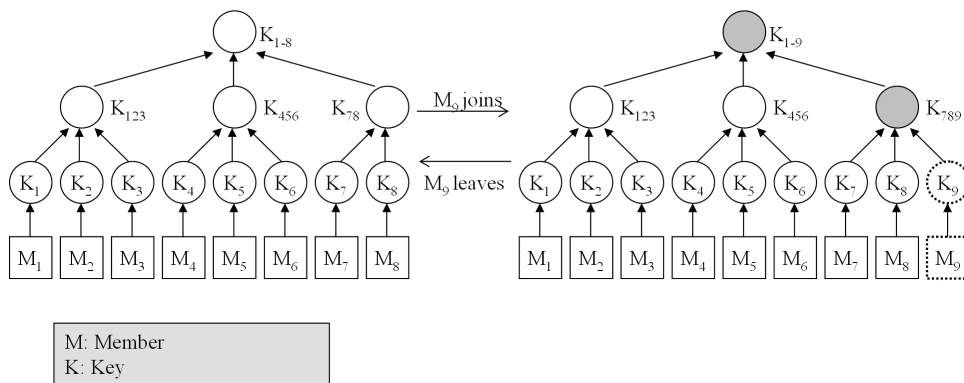 K1-8
K1-9
K123
K456
K78
M9 joins
K123
K456
K789
M9 leaves
K1 K2 K3 K4 K5 K6 K7 K8
K1 K2 K3 K4 K5 K6 K7 K8 K9
M1 M2 M3 M4 M5 M6 M7 M8
M1 M2 M3 M4 M5 M6 M7 M8 M9
M: Member
K: Key